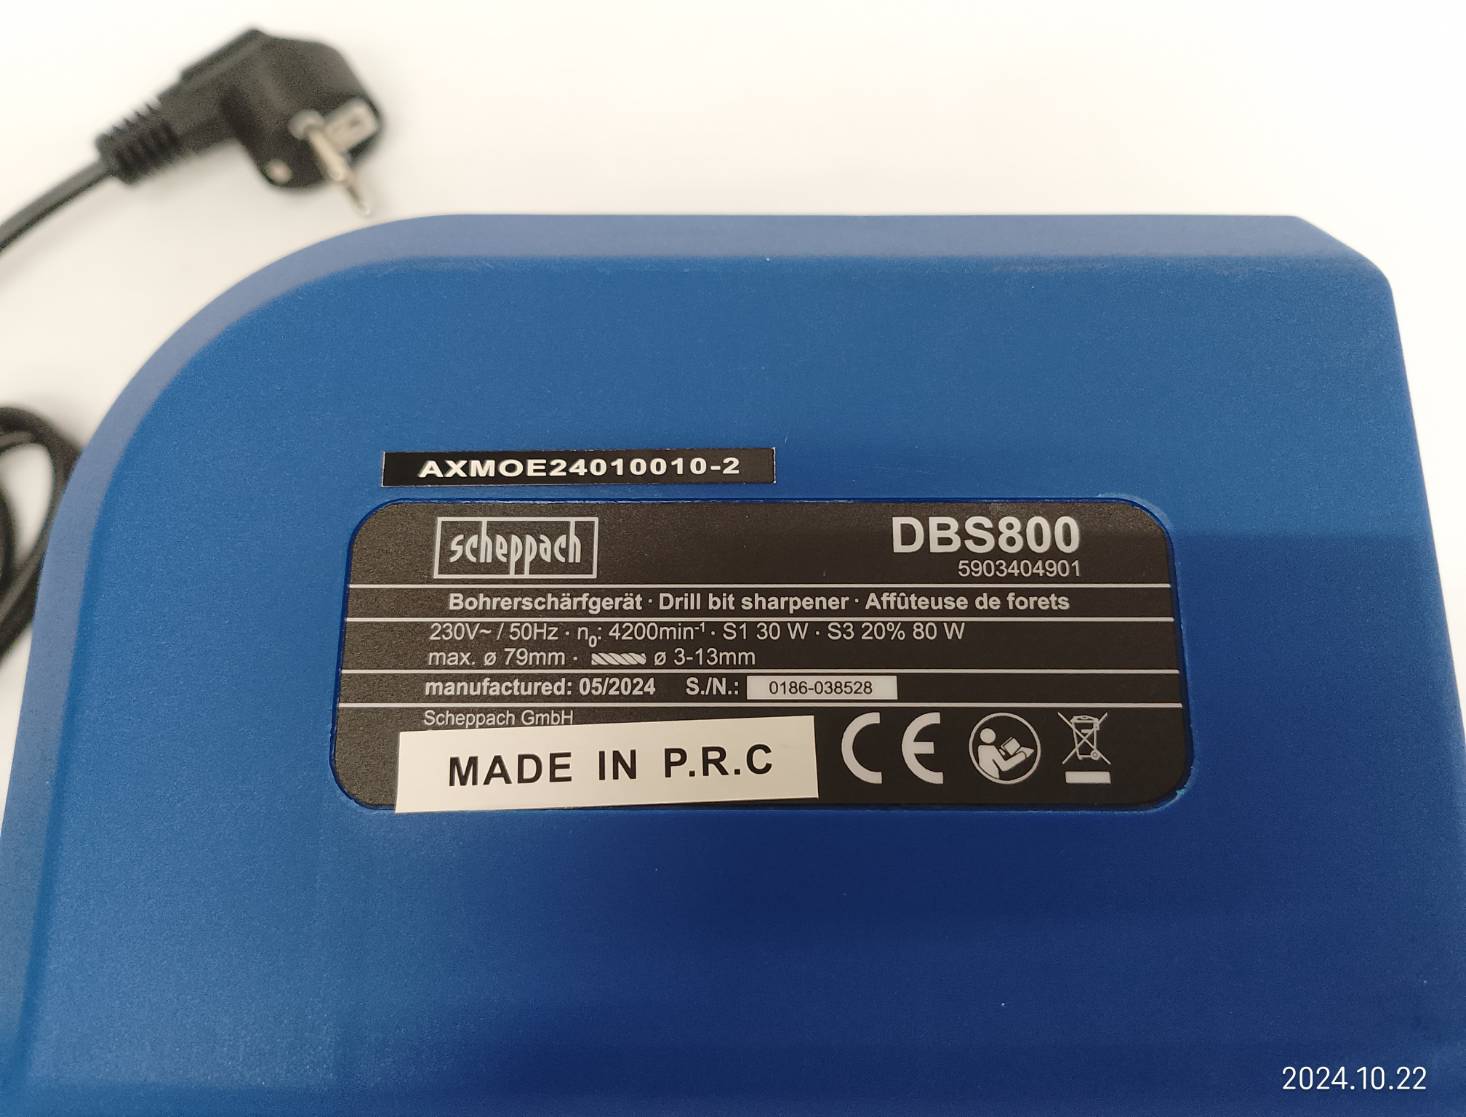 AXMOE24010010-2
scheppach
DBS800
5903404901
Bohrerschärfgerät · Drill bit sharpener · Affûteuse de forets
230V~ / 50Hz · n₀: 4200min⁻¹ · S1 30 W · S3 20% 80 W
max. ø 79mm · ø 3-13mm
manufactured: 05/2024 S./N.: 0186-038528
Scheppach GmbH
MADE IN P.R.C
CE
2024.10.22